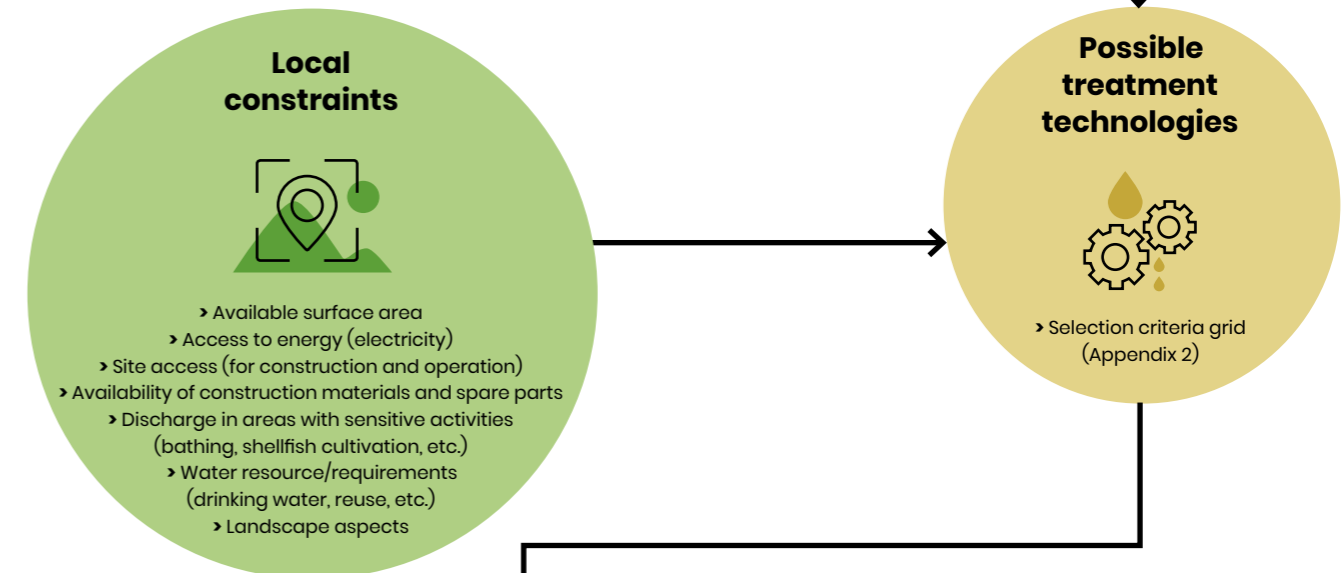 Local
constraints
> Available surface area
> Access to energy (electricity)
> Site access (for construction and operation)
> Availability of construction materials and spare parts
> Discharge in areas with sensitive activities
(bathing, shellfish cultivation, etc.)
> Water resource/requirements
(drinking water, reuse, etc.)
> Landscape aspects
Possible
treatment
technologies
> Selection criteria grid
(Appendix 2)